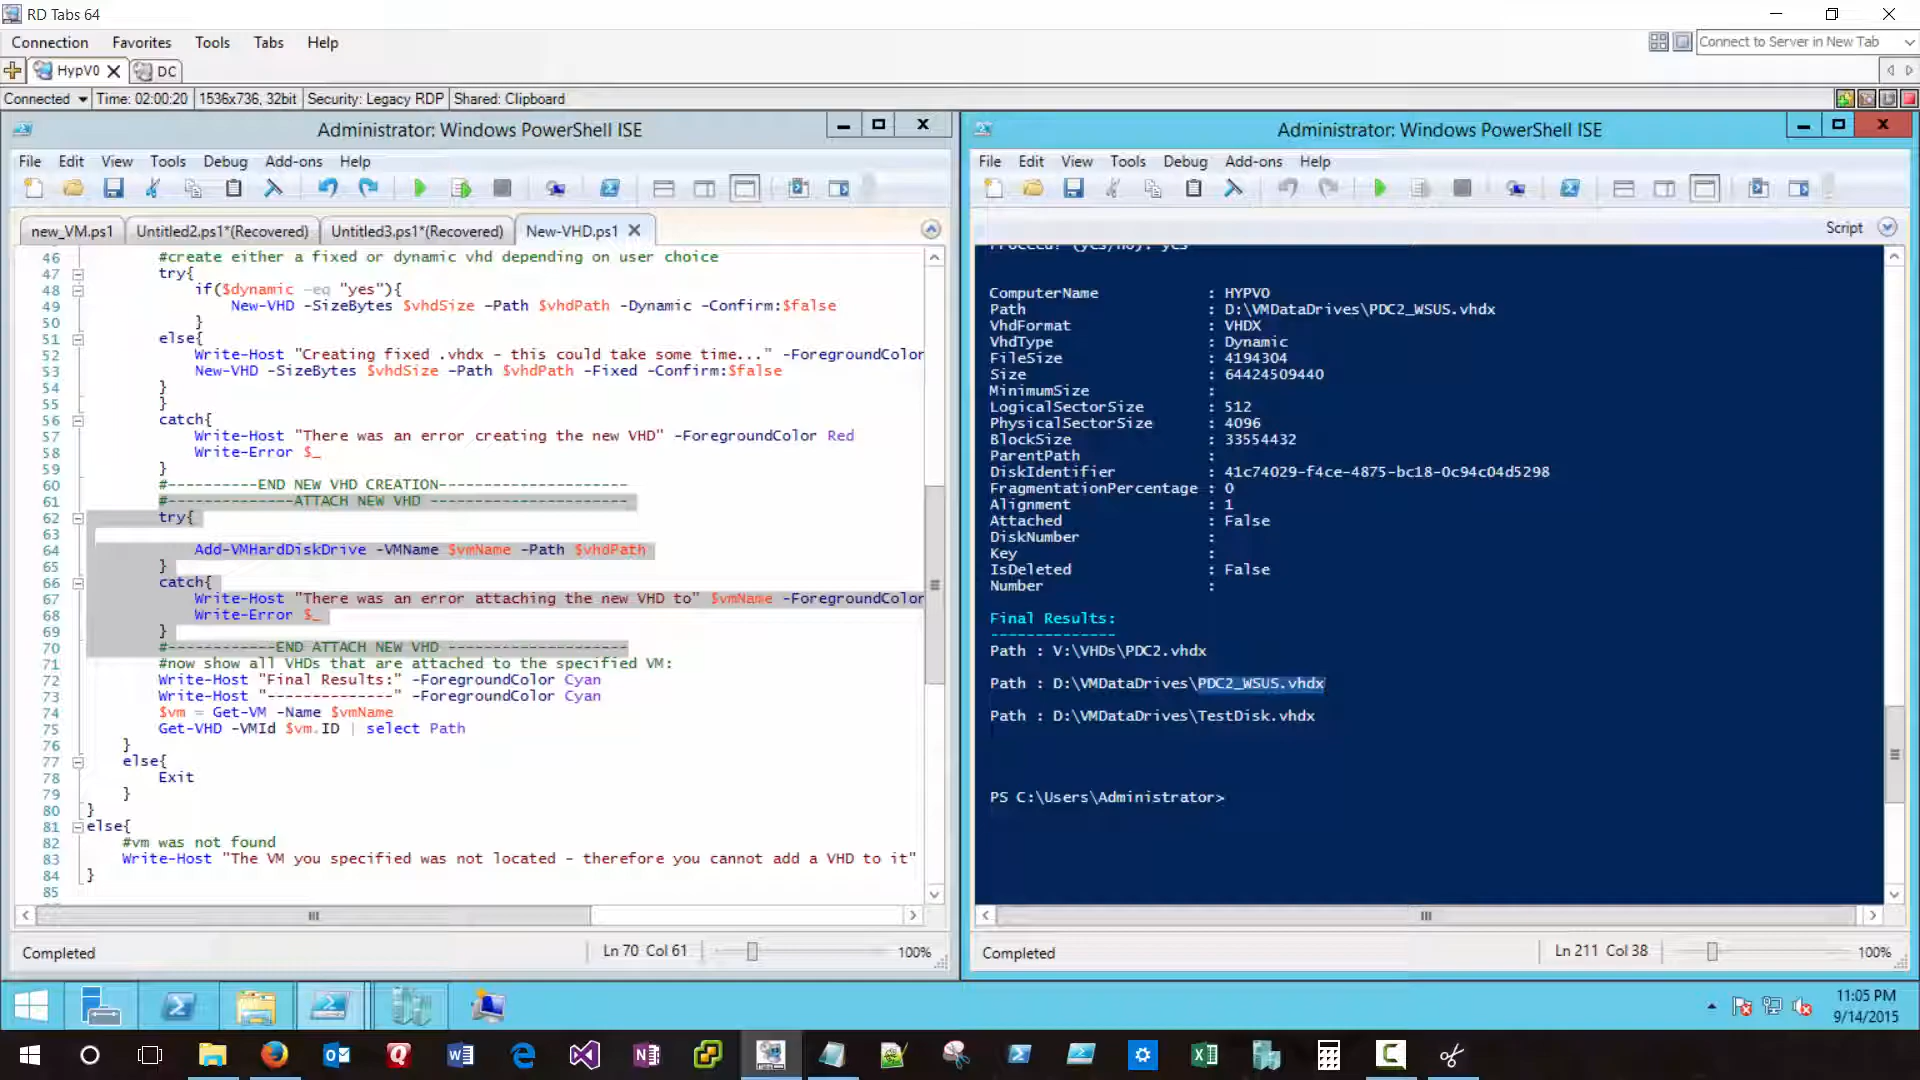 RD Tabs 64
Connection Favorites Tools Tabs Help
Connect to Server in New Tab
HypV0 DC
Connected Time: 02:00:20 1536x736, 32bit Security: Legacy RDP Shared: Clipboard
Administrator: Windows PowerShell ISE
File Edit View Tools Debug Add-ons Help
new_VM.ps1 Untitled2.ps1*(Recovered) Untitled3.ps1*(Recovered) New-VHD.ps1
46 #create either a fixed or dynamic vhd depending on user choice
47 try{
48 if($dynamic -eq "yes"){
49 New-VHD -SizeBytes $vhdSize -Path $vhdPath -Dynamic -Confirm:$false
50 }
51 else{
52 Write-Host "Creating fixed .vhdx - this could take some time..." -ForegroundColor
53 New-VHD -SizeBytes $vhdSize -Path $vhdPath -Fixed -Confirm:$false
54 }
55 }
56 catch{
57 Write-Host "There was an error creating the new VHD" -ForegroundColor Red
58 Write-Error $_
59 }
60 #----------END NEW VHD CREATION---------------------
61 #--------------ATTACH NEW VHD ----------------------
62 try{
63
64 Add-VMHardDiskDrive -VMName $vmName -Path $vhdPath
65 }
66 catch{
67 Write-Host "There was an error attaching the new VHD to" $vmName -ForegroundColor
68 Write-Error $_
69 }
70 #------------END ATTACH NEW VHD --------------------
71 #now show all VHDs that are attached to the specified VM:
72 Write-Host "Final Results:" -ForegroundColor Cyan
73 Write-Host "--------------" -ForegroundColor Cyan
74 $vm = Get-VM -Name $vmName
75 Get-VHD -VMId $vm.ID | select Path
76 }
77 else{
78 Exit
79 }
80 }
81 else{
82 #vm was not found
83 Write-Host "The VM you specified was not located - therefore you cannot add a VHD to it"
84 }
85
Completed Ln 70 Col 61 100%
Administrator: Windows PowerShell ISE
File Edit View Tools Debug Add-ons Help
Script
Proceed? (yes/no): yes
ComputerName : HYPV0
Path : D:\VMDataDrives\PDC2_WSUS.vhdx
VhdFormat : VHDX
VhdType : Dynamic
FileSize : 4194304
Size : 64424509440
MinimumSize :
LogicalSectorSize : 512
PhysicalSectorSize : 4096
BlockSize : 33554432
ParentPath :
DiskIdentifier : 41c74029-f4ce-4875-bc18-0c94c04d5298
FragmentationPercentage : 0
Alignment : 1
Attached : False
DiskNumber :
Key :
IsDeleted : False
Number :
Final Results:
--------------
Path : V:\VHDs\PDC2.vhdx
Path : D:\VMDataDrives\PDC2_WSUS.vhdx
Path : D:\VMDataDrives\TestDisk.vhdx
PS C:\Users\Administrator>
Completed Ln 211 Col 38 100%
11:05 PM
9/14/2015